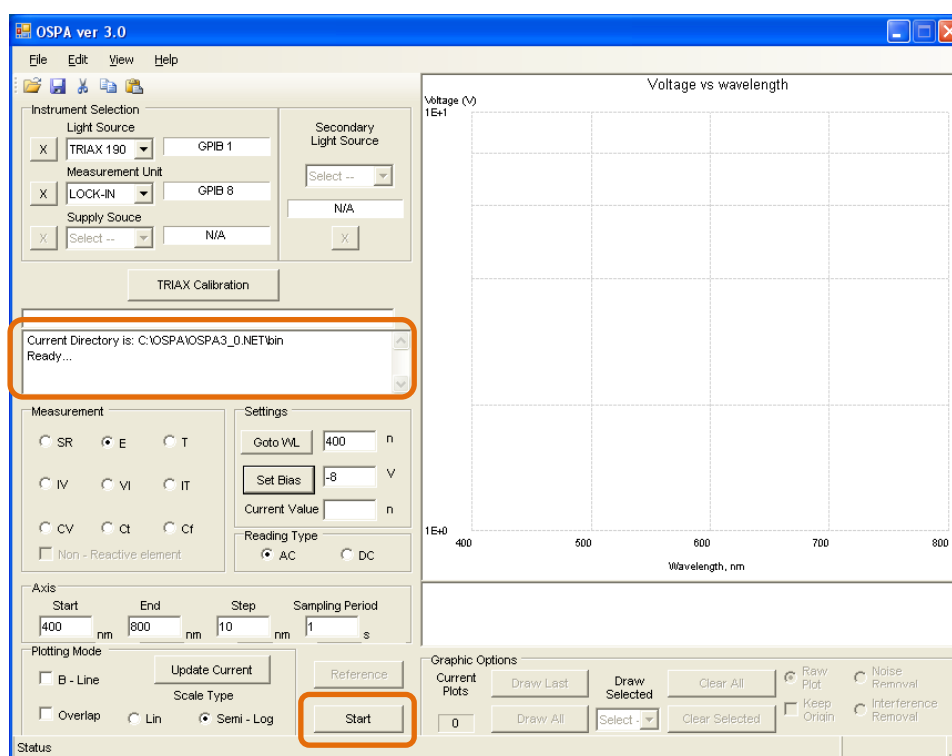 OSPA ver 3.0
File Edit View Help
Instrument Selection
Light Source
X TRIAX 190 GPIB 1
Measurement Unit
X LOCK-IN GPIB 8
Supply Souce
X Select -- N/A
Secondary
Light Source
Select --
N/A
X
TRIAX Calibration
Current Directory is: C:\OSPA\OSPA3_0.NET\bin
Ready...
Measurement
SR E T
IV VI IT
CV Ct Cf
Non - Reactive element
Settings
Goto WL 400 n
Set Bias -8 V
Current Value n
Reading Type
AC DC
Axis
Start End Step Sampling Period
400 nm 800 nm 10 nm 1 s
Plotting Mode
B - Line
Update Current
Scale Type
Overlap Lin Semi - Log
Reference
Start
Voltage vs wavelength
Voltage (V)
1E+1
1E+0
400 500 600 700 800
Wavelength, nm
Graphic Options
Current
Plots
0
Draw Last
Draw All
Draw
Selected
Select -
Clear All
Clear Selected
Raw
Plot
Keep
Origin
Noise
Removal
Interference
Removal
Status